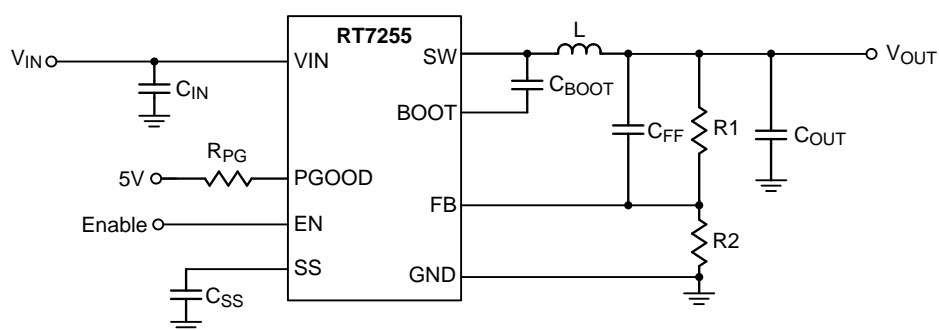 RT7255
VIN
VIN
CIN
RPG
5V
PGOOD
Enable
EN
SS
CSS
SW
BOOT
FB
GND
L
CBOOT
CFF
R1
R2
COUT
VOUT